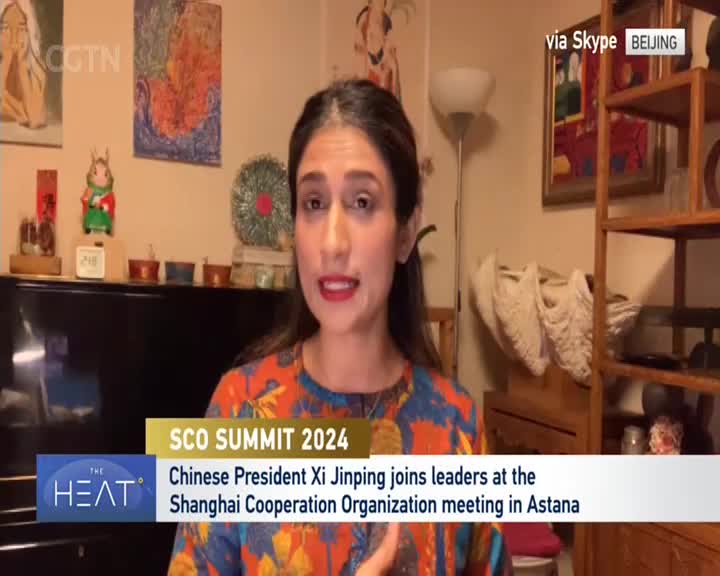 CGTN
via Skype BEIJING
SCO SUMMIT 2024
THE
HEAT
Chinese President Xi Jinping joins leaders at the
Shanghai Cooperation Organization meeting in Astana